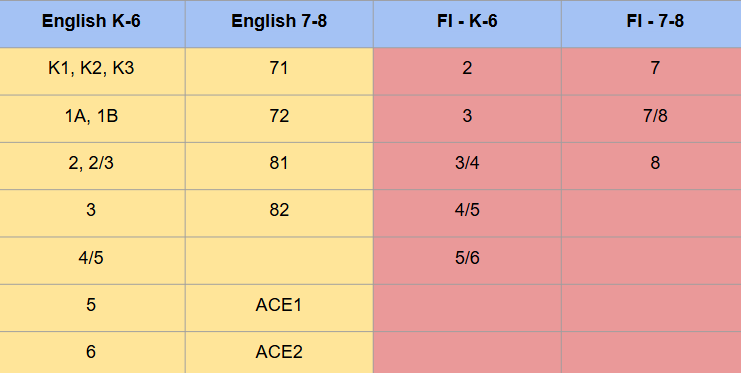 English K-6 English 7-8 FI - K-6 FI - 7-8
K1, K2, K3 71 2 7
1A, 1B 72 3 7/8
2, 2/3 81 3/4 8
3 82 4/5
4/5 5/6
5 ACE1
6 ACE2